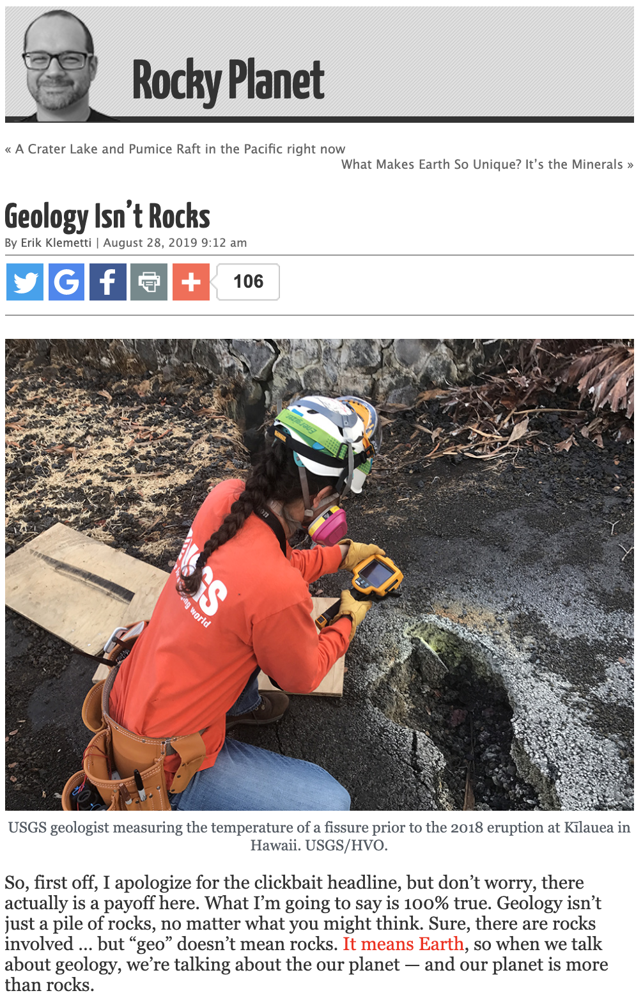 Rocky Planet
« A Crater Lake and Pumice Raft in the Pacific right now
What Makes Earth So Unique? It’s the Minerals »
Geology Isn’t Rocks
By Erik Klemetti | August 28, 2019 9:12 am
106
Energizer
world
USGS geologist measuring the temperature of a fissure prior to the 2018 eruption at Kīlauea in
Hawaii. USGS/HVO.
So, first off, I apologize for the clickbait headline, but don’t worry, there
actually is a payoff here. What I’m going to say is 100% true. Geology isn’t
just a pile of rocks, no matter what you might think. Sure, there are rocks
involved … but “geo” doesn’t mean rocks. It means Earth, so when we talk
about geology, we’re talking about the our planet — and our planet is more
than rocks.